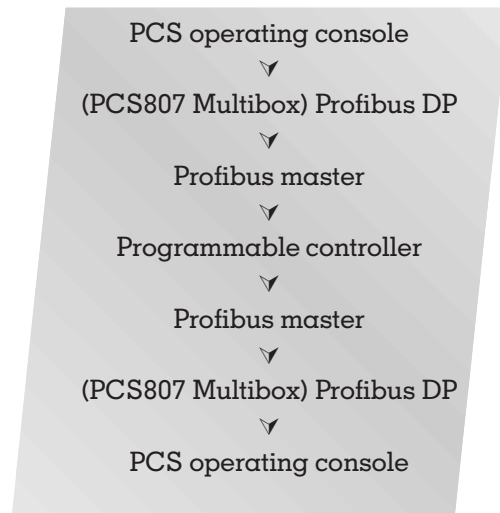 PCS operating console
(PCS807 Multibox) Profibus DP
Profibus master
Programmable controller
Profibus master
(PCS807 Multibox) Profibus DP
PCS operating console